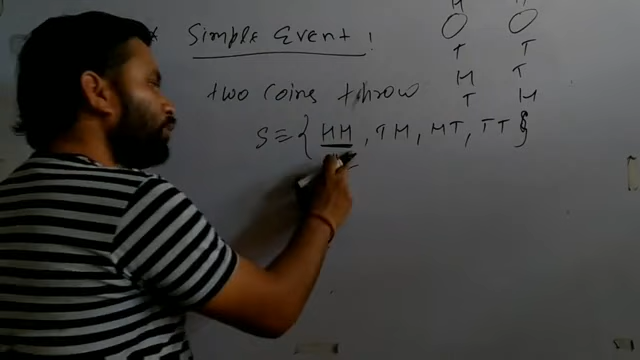 Simple Event!
H H
T T
H T
T H
two coins throw
S = { HH, TH, HT, TT }